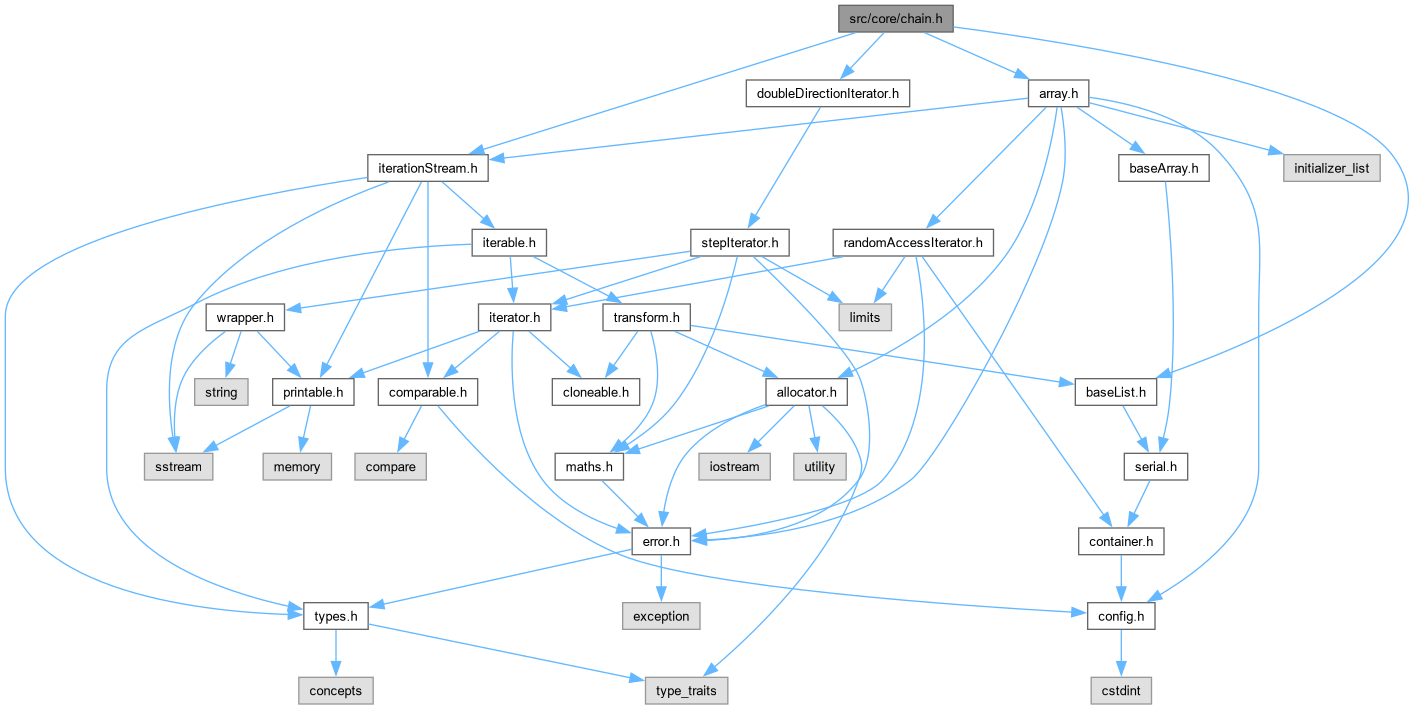 src/core/chain.h
doubleDirectionIterator.h
array.h
iterationStream.h
baseArray.h
initializer_list
iterable.h
stepIterator.h
randomAccessIterator.h
wrapper.h
iterator.h
transform.h
limits
string
printable.h
comparable.h
cloneable.h
allocator.h
baseList.h
sstream
memory
compare
maths.h
iostream
utility
serial.h
error.h
container.h
types.h
exception
config.h
concepts
type_traits
cstdint